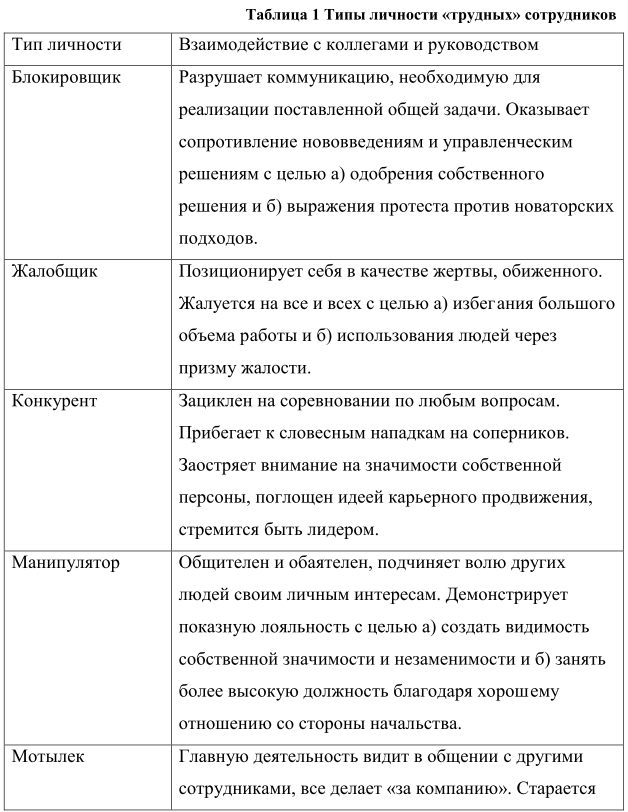 Таблица 1 Типы личности «трудных» сотрудников
Тип личности
Взаимодействие с коллегами и руководством
Блокировщик
Разрушает коммуникацию, необходимую для
реализации поставленной общей задачи. Оказывает
сопротивление нововведениям и управленческим
решениям с целью а) одобрения собственного
решения и б) выражения протеста против новаторских
подходов.
Жалобщик
Позиционирует себя в качестве жертвы, обиженного.
Жалуется на все и всех с целью а) избегания большого
объема работы и б) использования людей через
призму жалости.
Конкурент
Зациклен на соревновании по любым вопросам.
Прибегает к словесным нападкам на соперников.
Заостряет внимание на значимости собственной
персоны, поглощен идеей карьерного продвижения,
стремится быть лидером.
Манипулятор
Общителен и обаятелен, подчиняет волю других
людей своим личный интересам. Демонстрирует
показную лояльность с целью а) создать видимость
собственной значимости и незаменимости и б) занять
более высокую должность благодаря хорошему
отношению со стороны начальства.
Мотылек
Главную деятельность видит в общении с другими
сотрудниками, все делает «за компанию». Старается